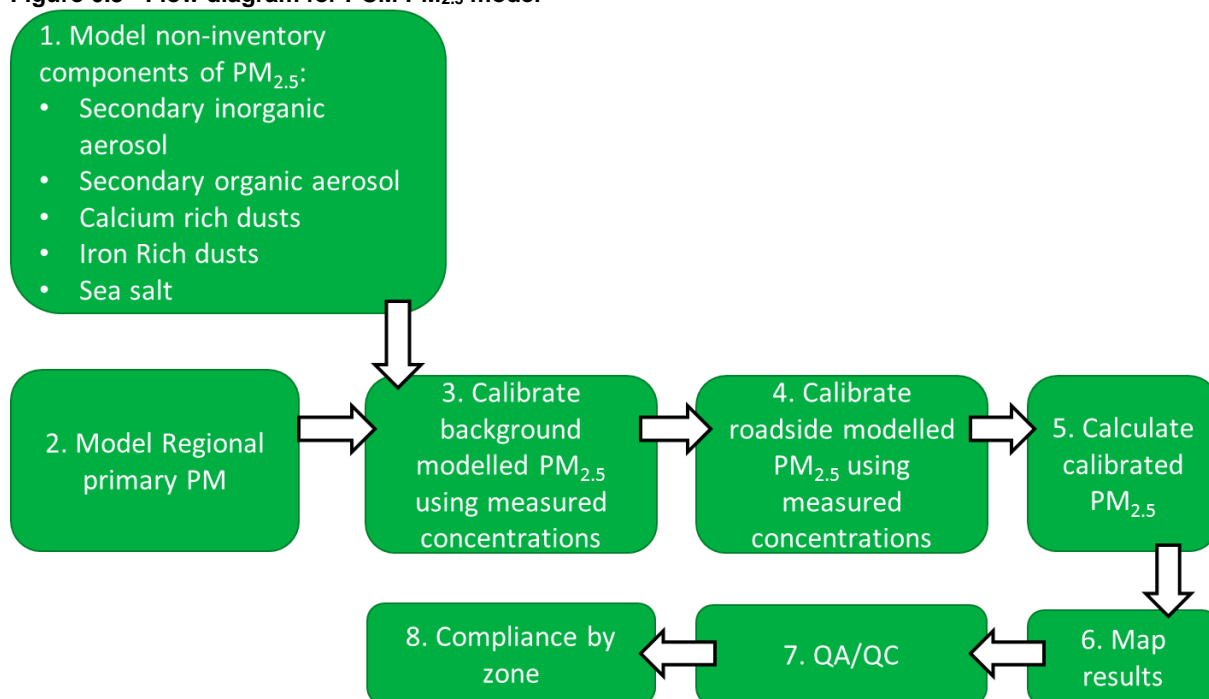 Figure - Flow diagram for PCM PM₂.₅ model
1. Model non-inventory
components of PM₂.₅:
• Secondary inorganic
aerosol
• Secondary organic aerosol
• Calcium rich dusts
• Iron Rich dusts
• Sea salt
2. Model Regional
primary PM
3. Calibrate
background
modelled PM₂.₅
using measured
concentrations
4. Calibrate
roadside modelled
PM₂.₅ using
measured
concentrations
5. Calculate
calibrated
PM₂.₅
6. Map
results
7. QA/QC
8. Compliance by
zone